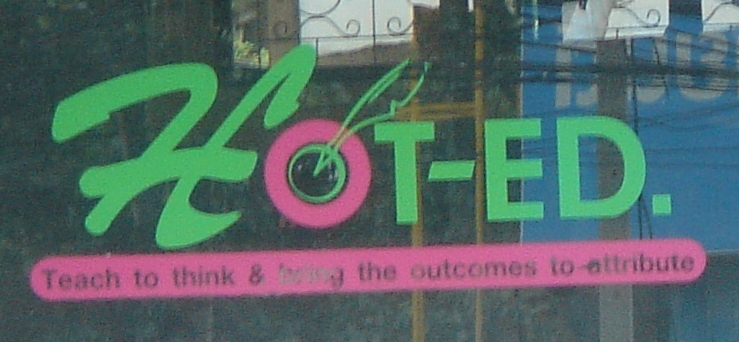 HOT-ED.
Teach to think & bring the outcomes to attribute